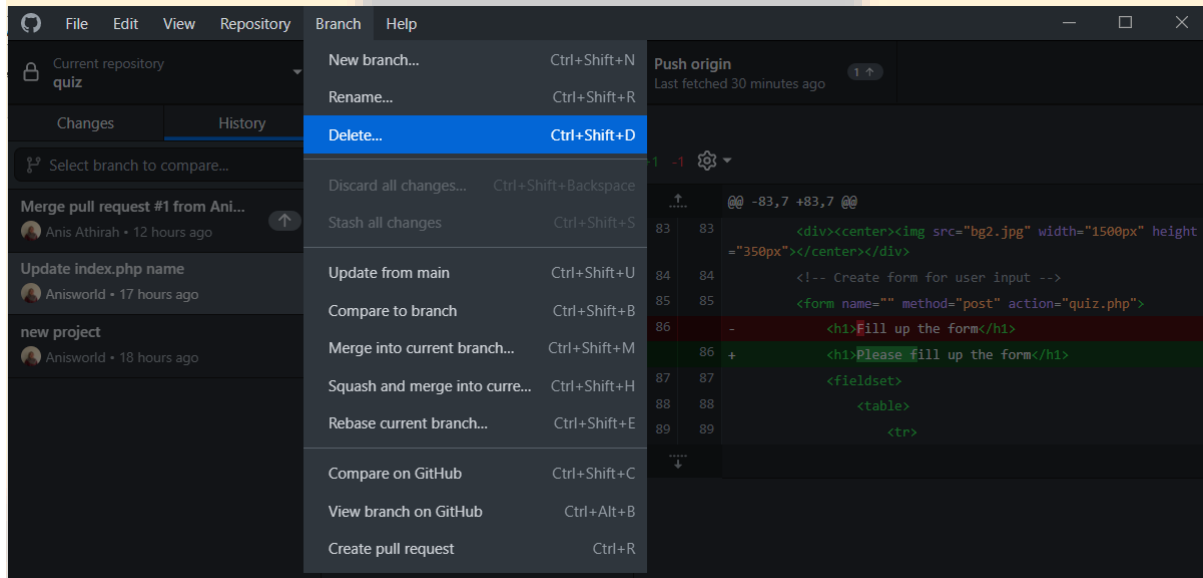 File Edit View Repository Branch Help
Current repository
quiz
Push origin
Last fetched 30 minutes ago
1
Changes History
Select branch to compare...
Merge pull request #1 from Ani...
Anis Athirah • 12 hours ago
Update index.php name
Anisworld • 17 hours ago
new project
Anisworld • 18 hours ago
New branch... Ctrl+Shift+N
Rename... Ctrl+Shift+R
Delete... Ctrl+Shift+D
Discard all changes... Ctrl+Shift+Backspace
Stash all changes Ctrl+Shift+S
Update from main Ctrl+Shift+U
Compare to branch Ctrl+Shift+B
Merge into current branch... Ctrl+Shift+M
Squash and merge into curre... Ctrl+Shift+H
Rebase current branch... Ctrl+Shift+E
Compare on GitHub Ctrl+Shift+C
View branch on GitHub Ctrl+Alt+B
Create pull request Ctrl+R
+1 -1
@@ -83,7 +83,7 @@
83 83 <div><center><img src="bg2.jpg" width="1500px" height
="350px"></center></div>
84 84 <!-- Create form for user input -->
85 85 <form name="" method="post" action="quiz.php">
86 - <h1>Fill up the form</h1>
86 + <h1>Please fill up the form</h1>
87 87 <fieldset>
88 88 <table>
89 89 <tr>